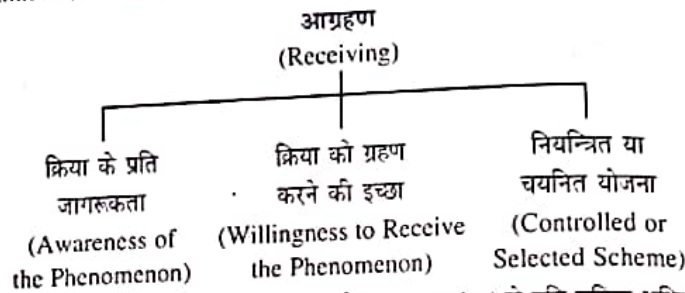 आग्रहण
(Receiving)
क्रिया के प्रति
जागरूकता
(Awareness of
the Phenomenon)
क्रिया को ग्रहण
करने की इच्छा
(Willingness to Receive
the Phenomenon)
नियन्त्रित या
चयनित योजना
(Controlled or
Selected Scheme)